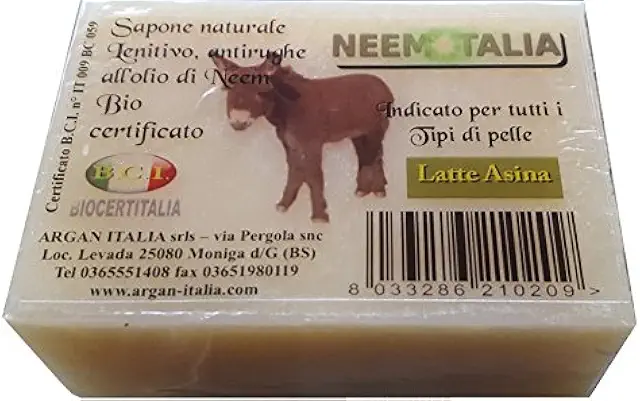 Sapone naturale
Lenitivo, antirughe
all'olio di Neem
Bio
certificato
NEEM ITALIA
Indicato per tutti i
Tipi di pelle
Latte Asina
Certificato B.C.I. n° IT 009 BC 059
B.C.I.
BIOCERTITALIA
ARGAN ITALIA srls – via Pergola snc
Loc. Levada 25080 Moniga d/G (BS)
Tel 0365551408 fax 03651980119
www.argan-italia.com
8 033286 210209 >